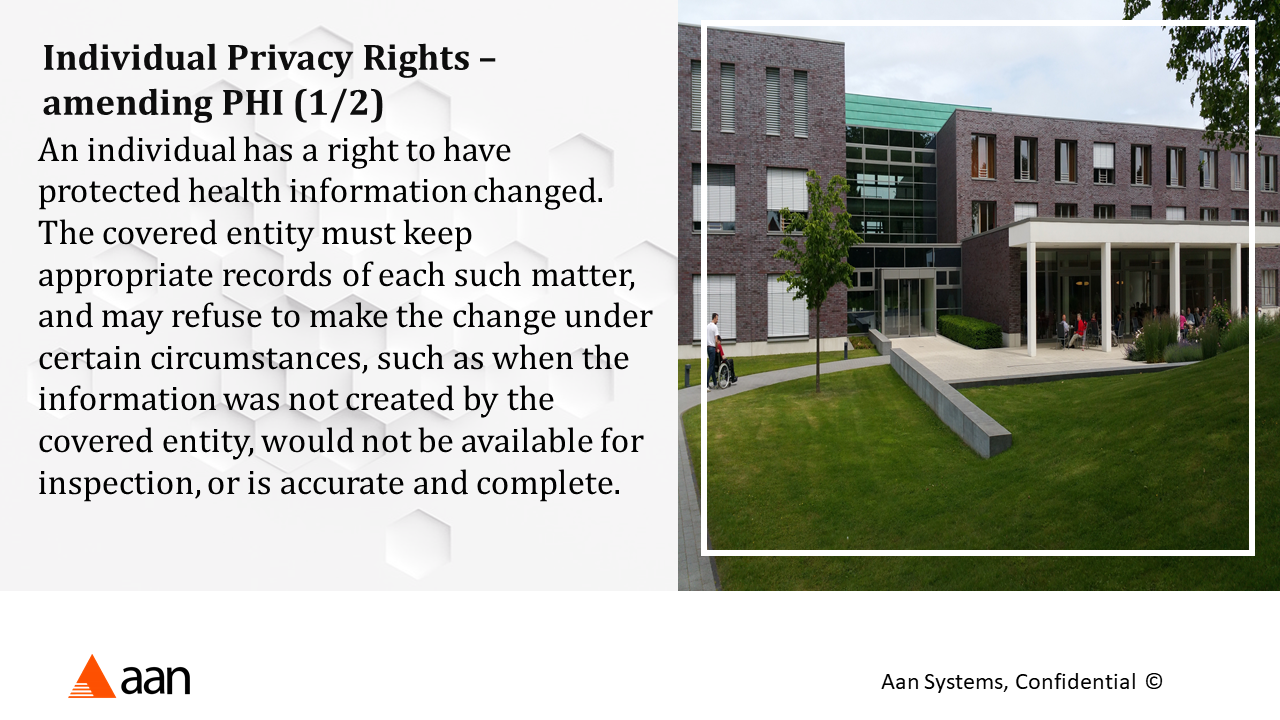 Individual Privacy Rights –
amending PHI (1/2)
An individual has a right to have
protected health information changed.
The covered entity must keep
appropriate records of each such matter,
and may refuse to make the change under
certain circumstances, such as when the
information was not created by the
covered entity, would not be available for
inspection, or is accurate and complete.
aan
Aan Systems, Confidential ©